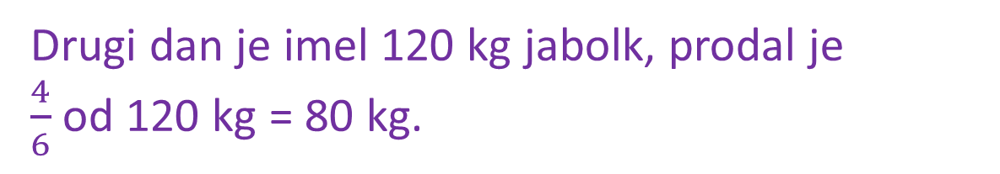 Drugi dan je imel 120 kg jabolk, prodal je
4/6 od 120 kg = 80 kg.